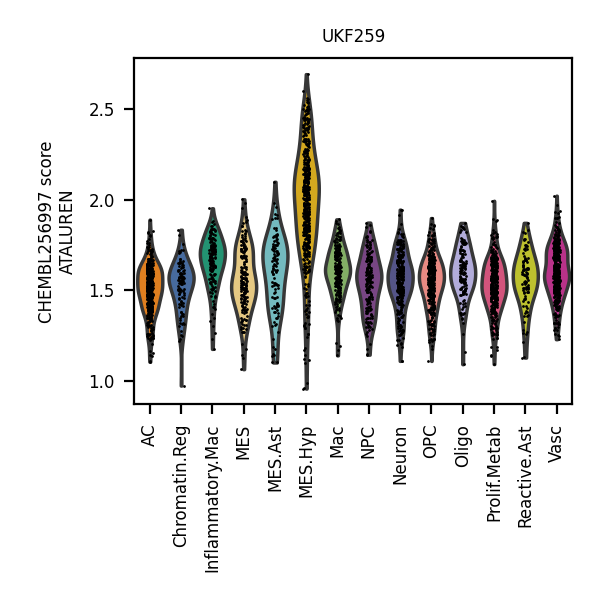 UKF259
CHEMBL256997 score
ATALUREN
2.5
2.0
1.5
1.0
AC
Chromatin.Reg
Inflammatory.Mac
MES
MES.Ast
MES.Hyp
Mac
NPC
Neuron
OPC
Oligo
Prolif.Metab
Reactive.Ast
Vasc